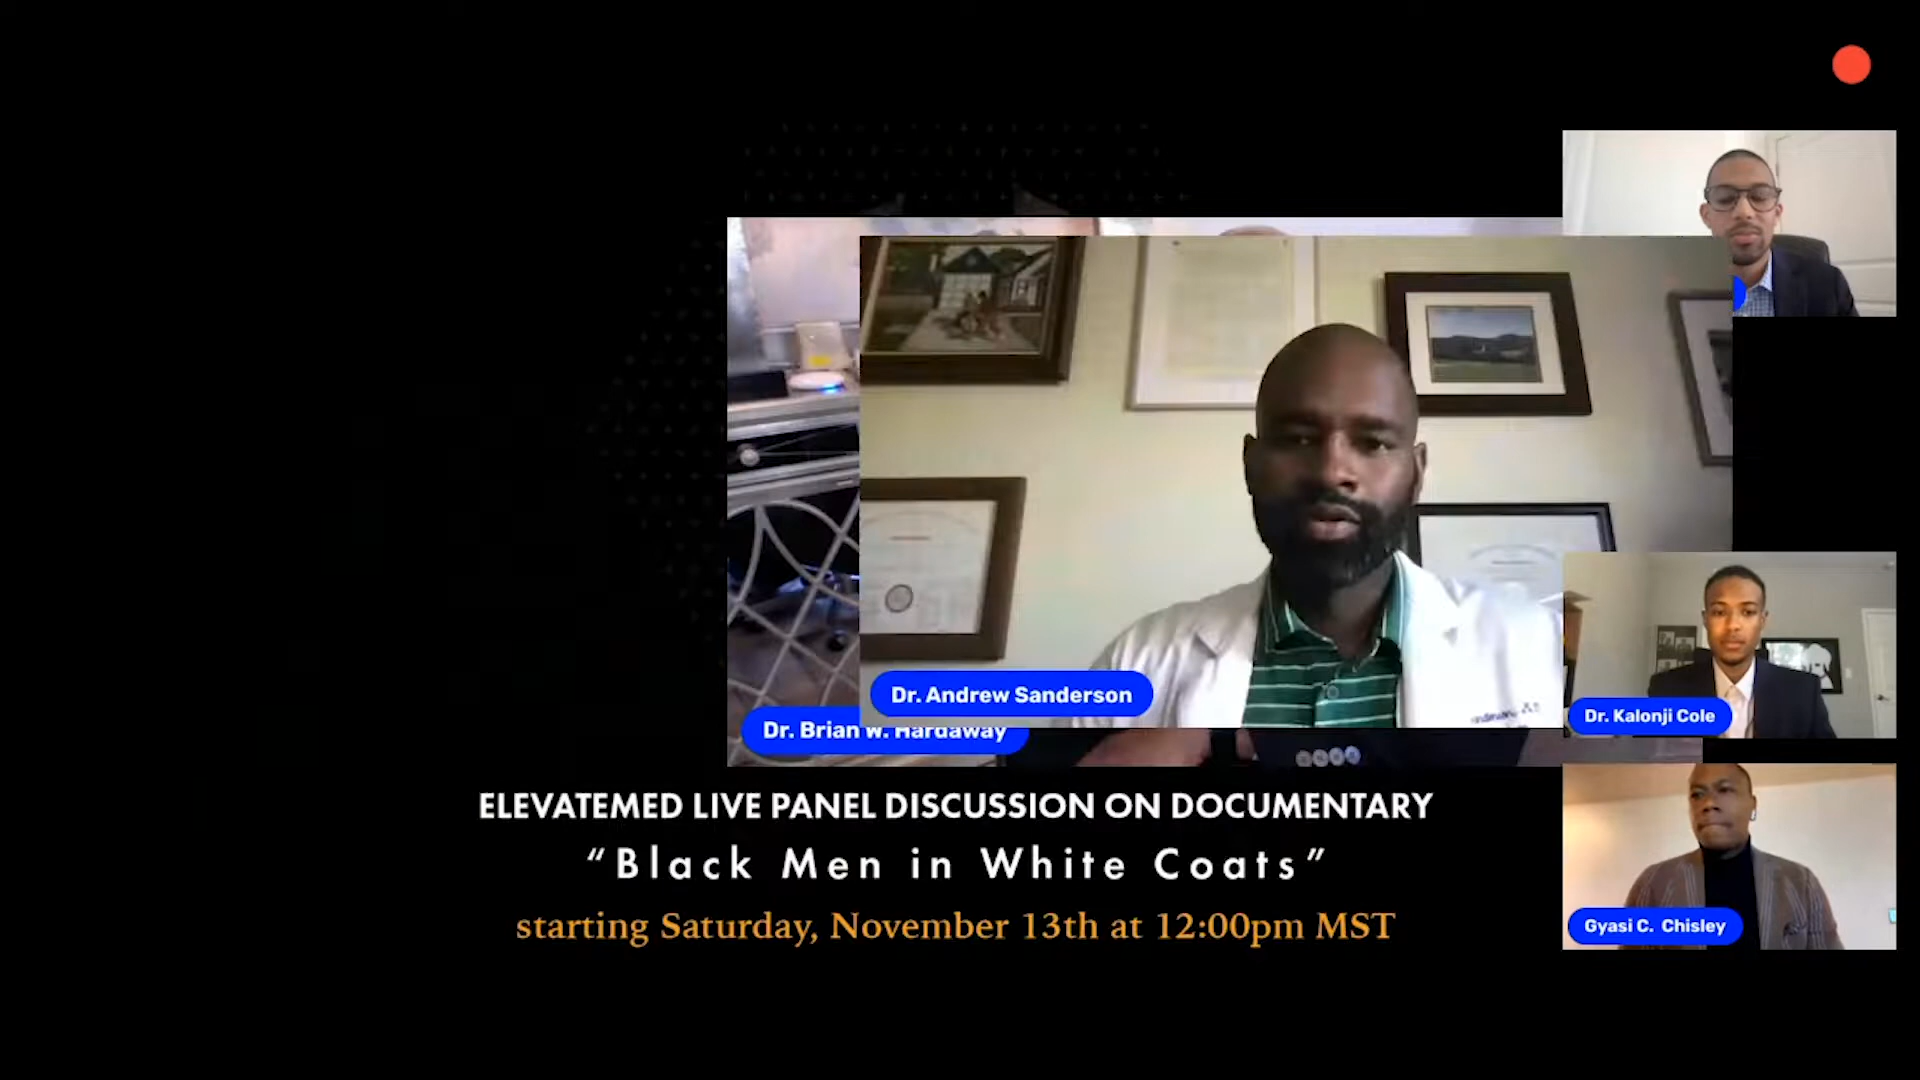 Dr. Andrew Sanderson
Dr. Brian W. Hardaway
Dr. Kalonji Cole
Gyasi C. Chisley
ELEVATEMED LIVE PANEL DISCUSSION ON DOCUMENTARY
“Black Men in White Coats”
starting Saturday, November 13th at 12:00pm MST